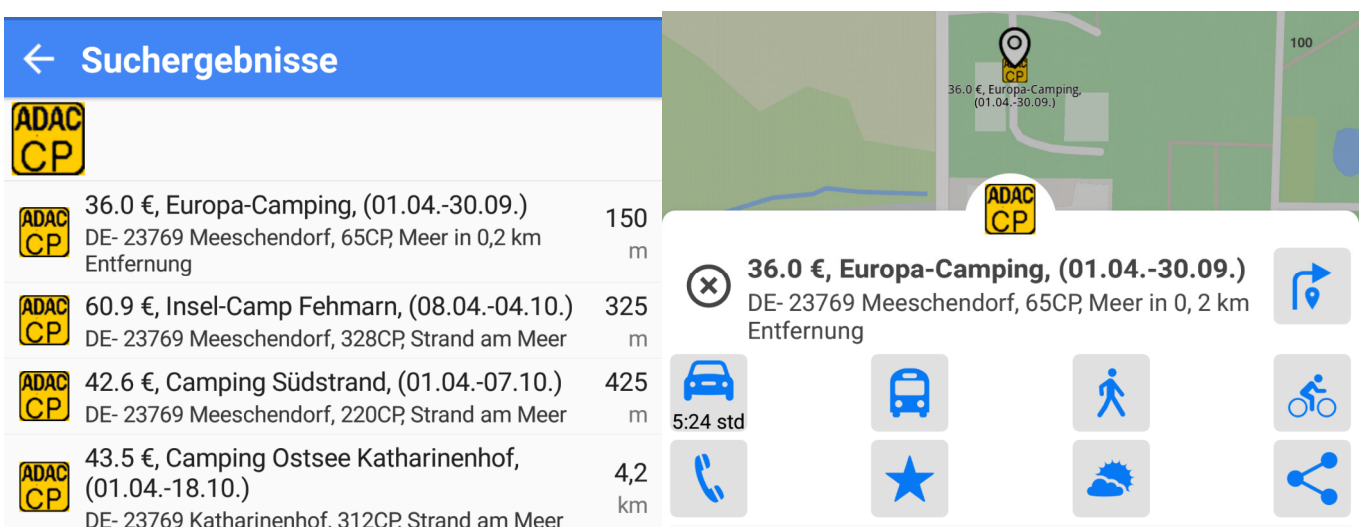 Suchergebnisse
ADAC
CP
ADAC
CP
36.0 €, Europa-Camping, (01.04.-30.09.)
DE- 23769 Meeschendorf, 65CP, Meer in 0,2 km
Entfernung
150
m
ADAC
CP
60.9 €, Insel-Camp Fehmarn, (08.04.-04.10.)
DE- 23769 Meeschendorf, 328CP, Strand am Meer
325
m
ADAC
CP
42.6 €, Camping Südstrand, (01.04.-07.10.)
DE- 23769 Meeschendorf, 220CP, Strand am Meer
425
m
ADAC
CP
43.5 €, Camping Ostsee Katharinenhof,
(01.04.-18.10.)
DE- 23769 Katharinenhof, 312CP, Strand am Meer
4,2
km
100
ADAC
CP
36.0 €, Europa-Camping,
(01.04.-30.09.)
ADAC
CP
36.0 €, Europa-Camping, (01.04.-30.09.)
DE- 23769 Meeschendorf, 65CP, Meer in 0, 2 km
Entfernung
5:24 std